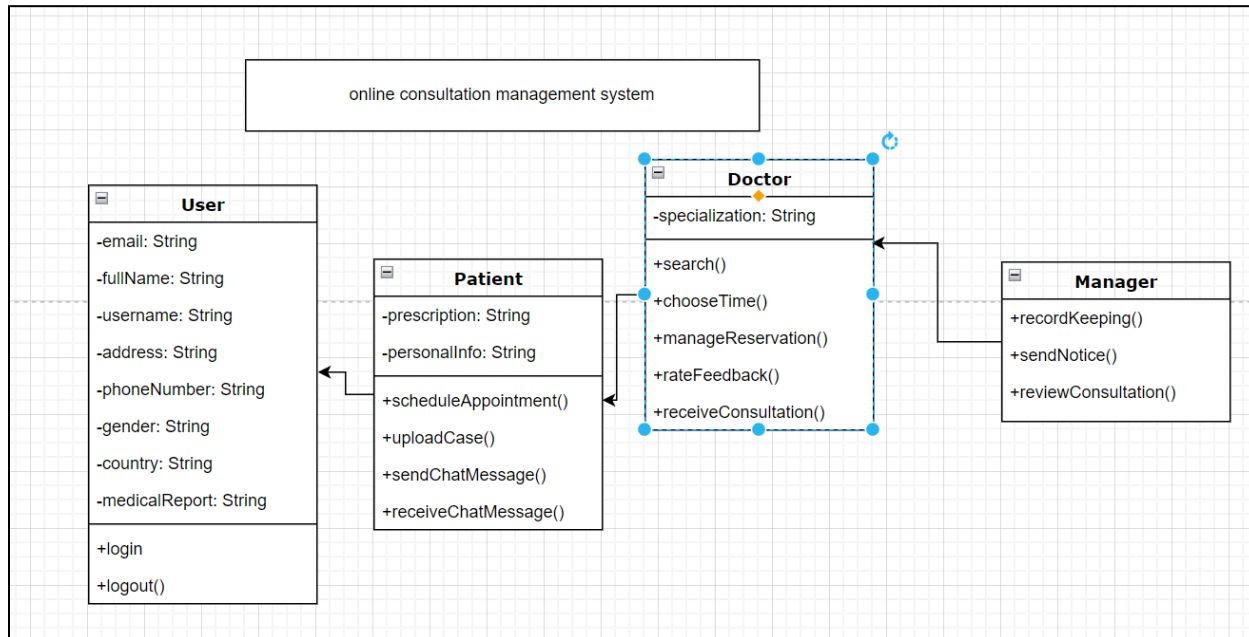 online consultation management system
User
-email: String
-fullName: String
-username: String
-address: String
-phoneNumber: String
-gender: String
-country: String
-medicalReport: String
+login
+logout()
Patient
-prescription: String
-personalInfo: String
+scheduleAppointment()
+uploadCase()
+sendChatMessage()
+receiveChatMessage()
Doctor
-specialization: String
+search()
+chooseTime()
+manageReservation()
+rateFeedback()
+receiveConsultation()
Manager
+recordKeeping()
+sendNotice()
+reviewConsultation()